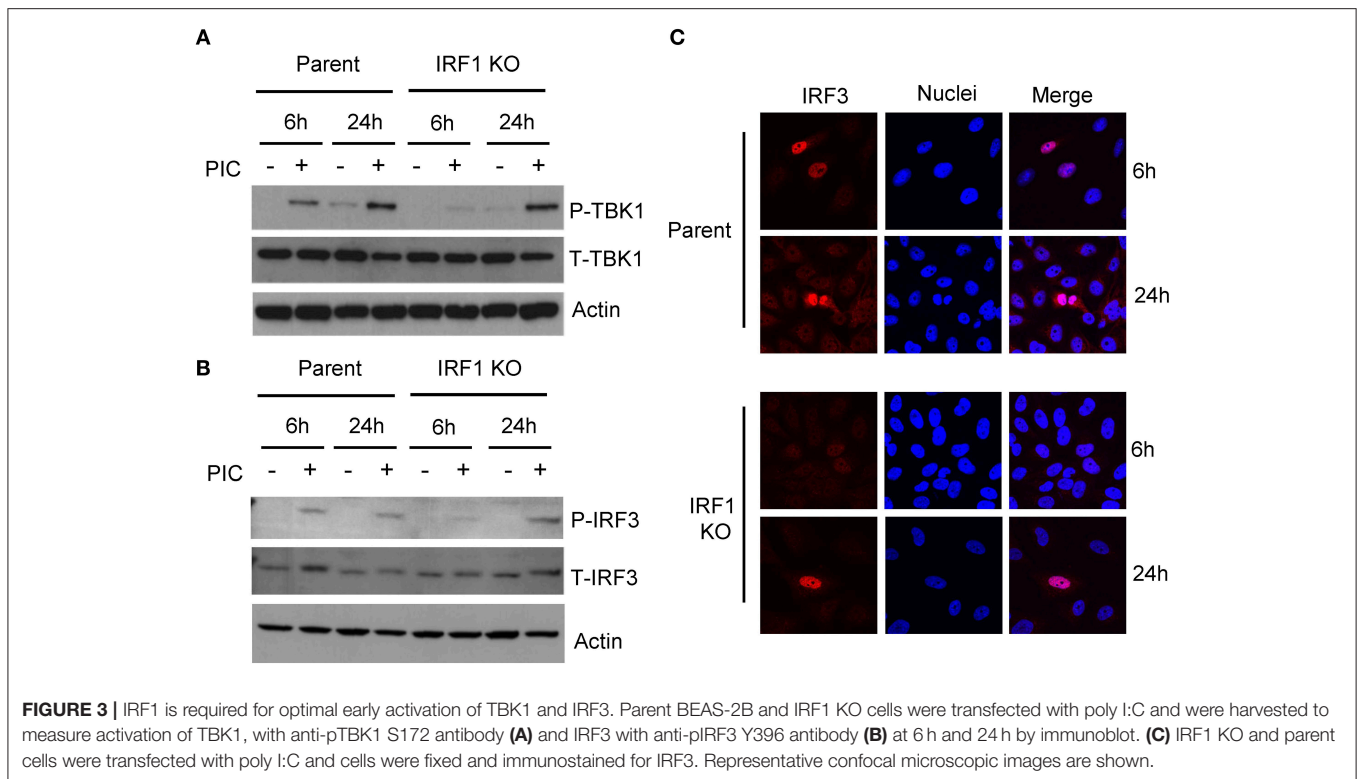 A
Parent IRF1 KO
6h 24h 6h 24h
PIC - + - + - + - +
P-TBK1
T-TBK1
Actin
B
Parent IRF1 KO
6h 24h 6h 24h
PIC - + - + - + - +
P-IRF3
T-IRF3
Actin
C
IRF3 Nuclei Merge
Parent
6h
24h
IRF1
KO
6h
24h
FIGURE 3 | IRF1 is required for optimal early activation of TBK1 and IRF3. Parent BEAS-2B and IRF1 KO cells were transfected with poly I:C and were harvested to
measure activation of TBK1, with anti-pTBK1 S172 antibody (A) and IRF3 with anti-pIRF3 Y396 antibody (B) at 6 h and 24 h by immunoblot. (C) IRF1 KO and parent
cells were transfected with poly I:C and cells were fixed and immunostained for IRF3. Representative confocal microscopic images are shown.